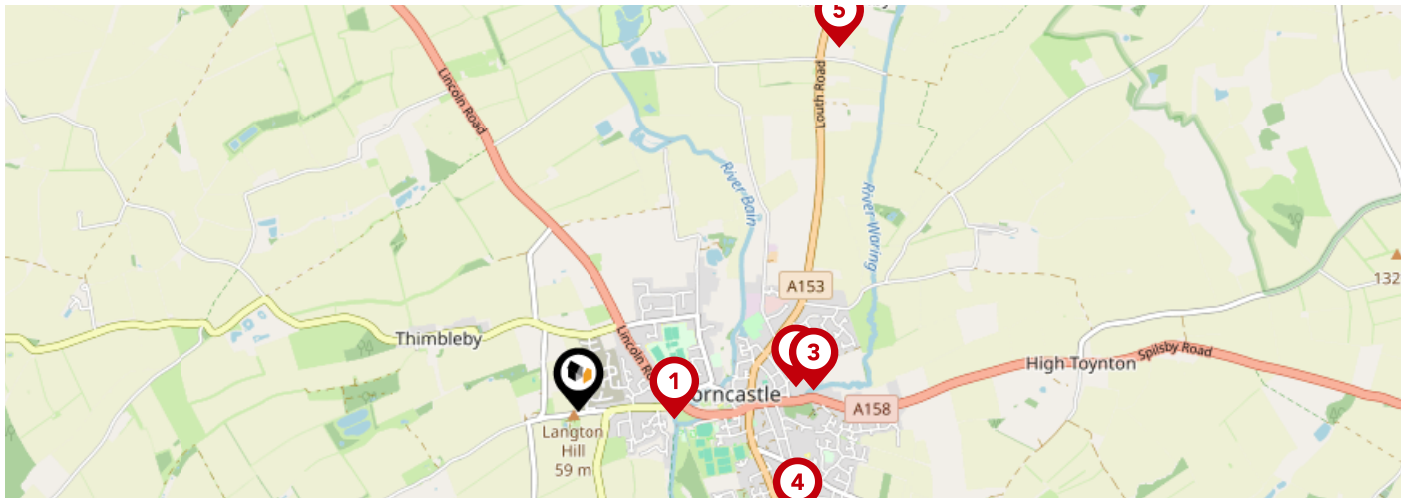 5
Lincoln Road
Louth Road
River Bain
River Waring
A153
132
Thimbleby
Lincoln
3
High Toynton
Spilsby Road
1
orncastle
A158
Langton
Hill
59 m
4